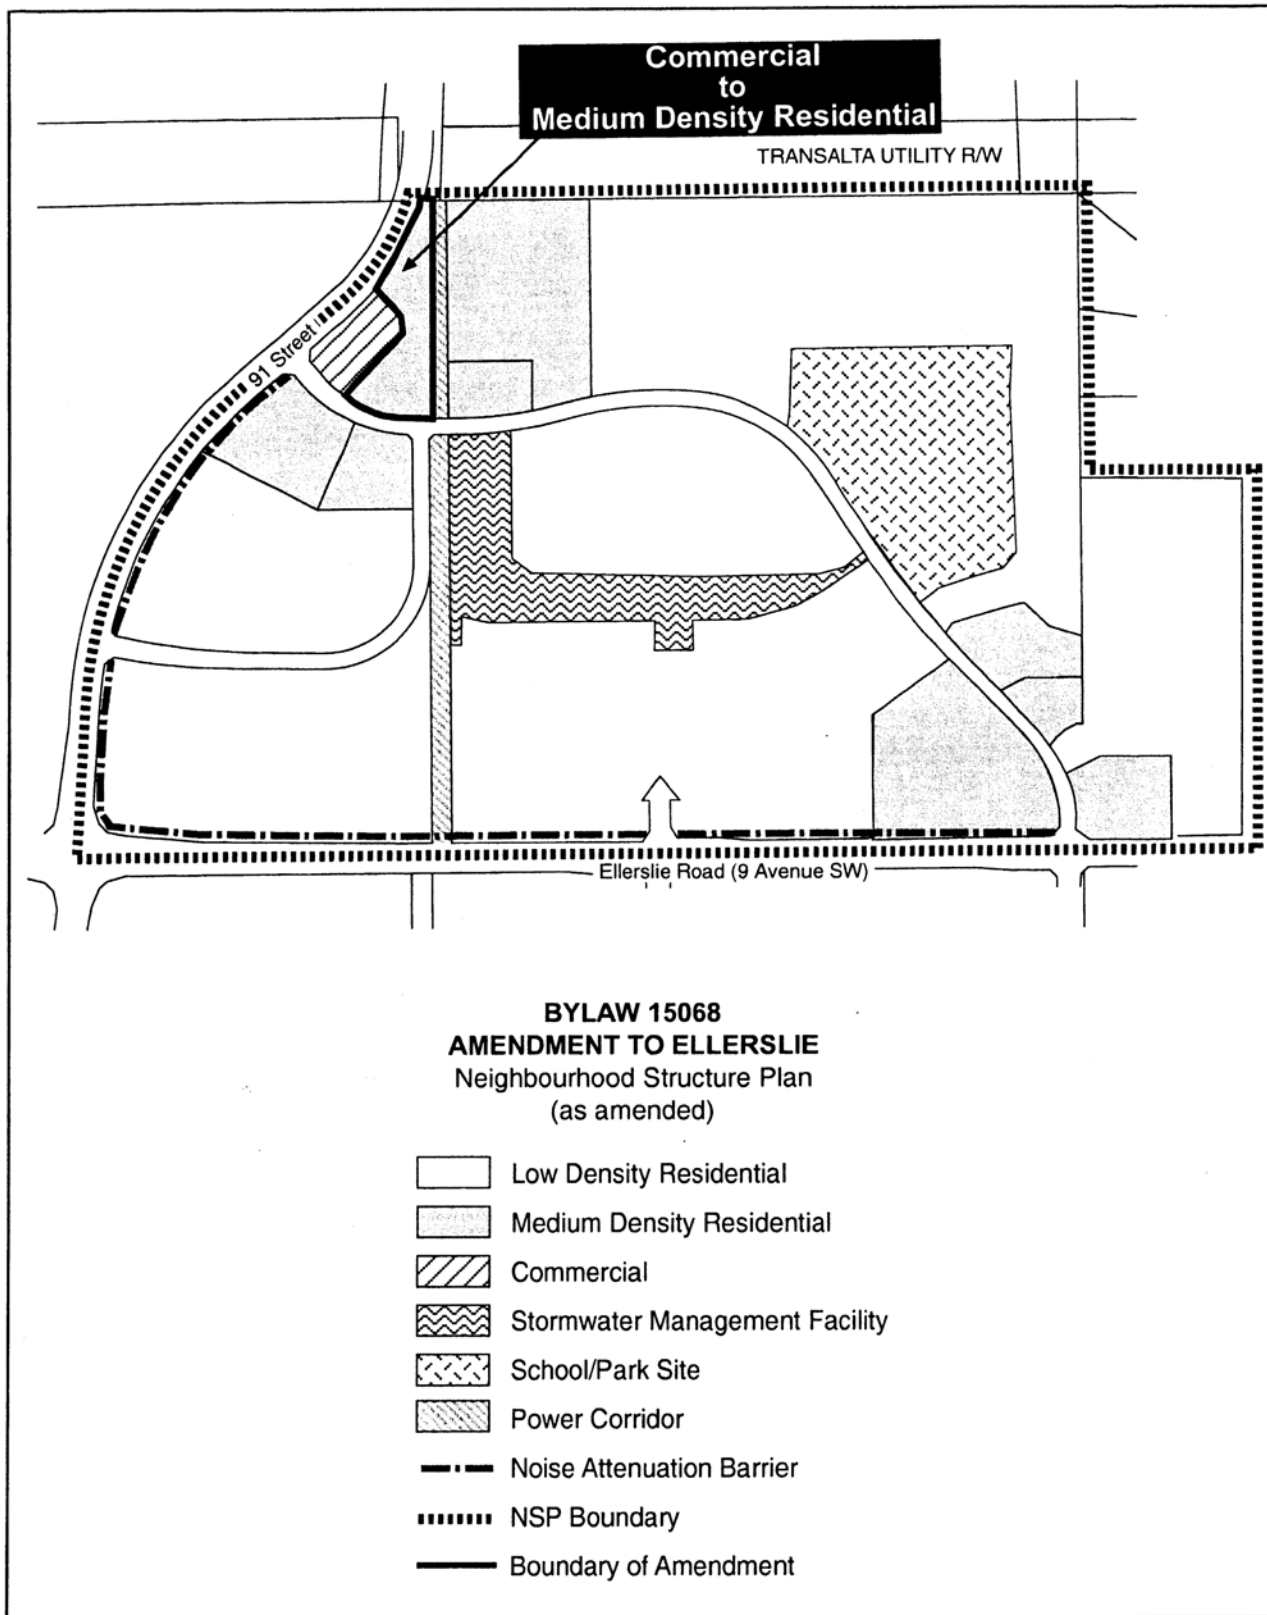 Commercial
to
Medium Density Residential
TRANSALTA UTILITY R/W
91 Street
Ellerslie Road (9 Avenue SW)
BYLAW 15068
AMENDMENT TO ELLERSLIE
Neighbourhood Structure Plan
(as amended)
Low Density Residential
Medium Density Residential
Commercial
Stormwater Management Facility
School/Park Site
Power Corridor
Noise Attenuation Barrier
NSP Boundary
Boundary of Amendment